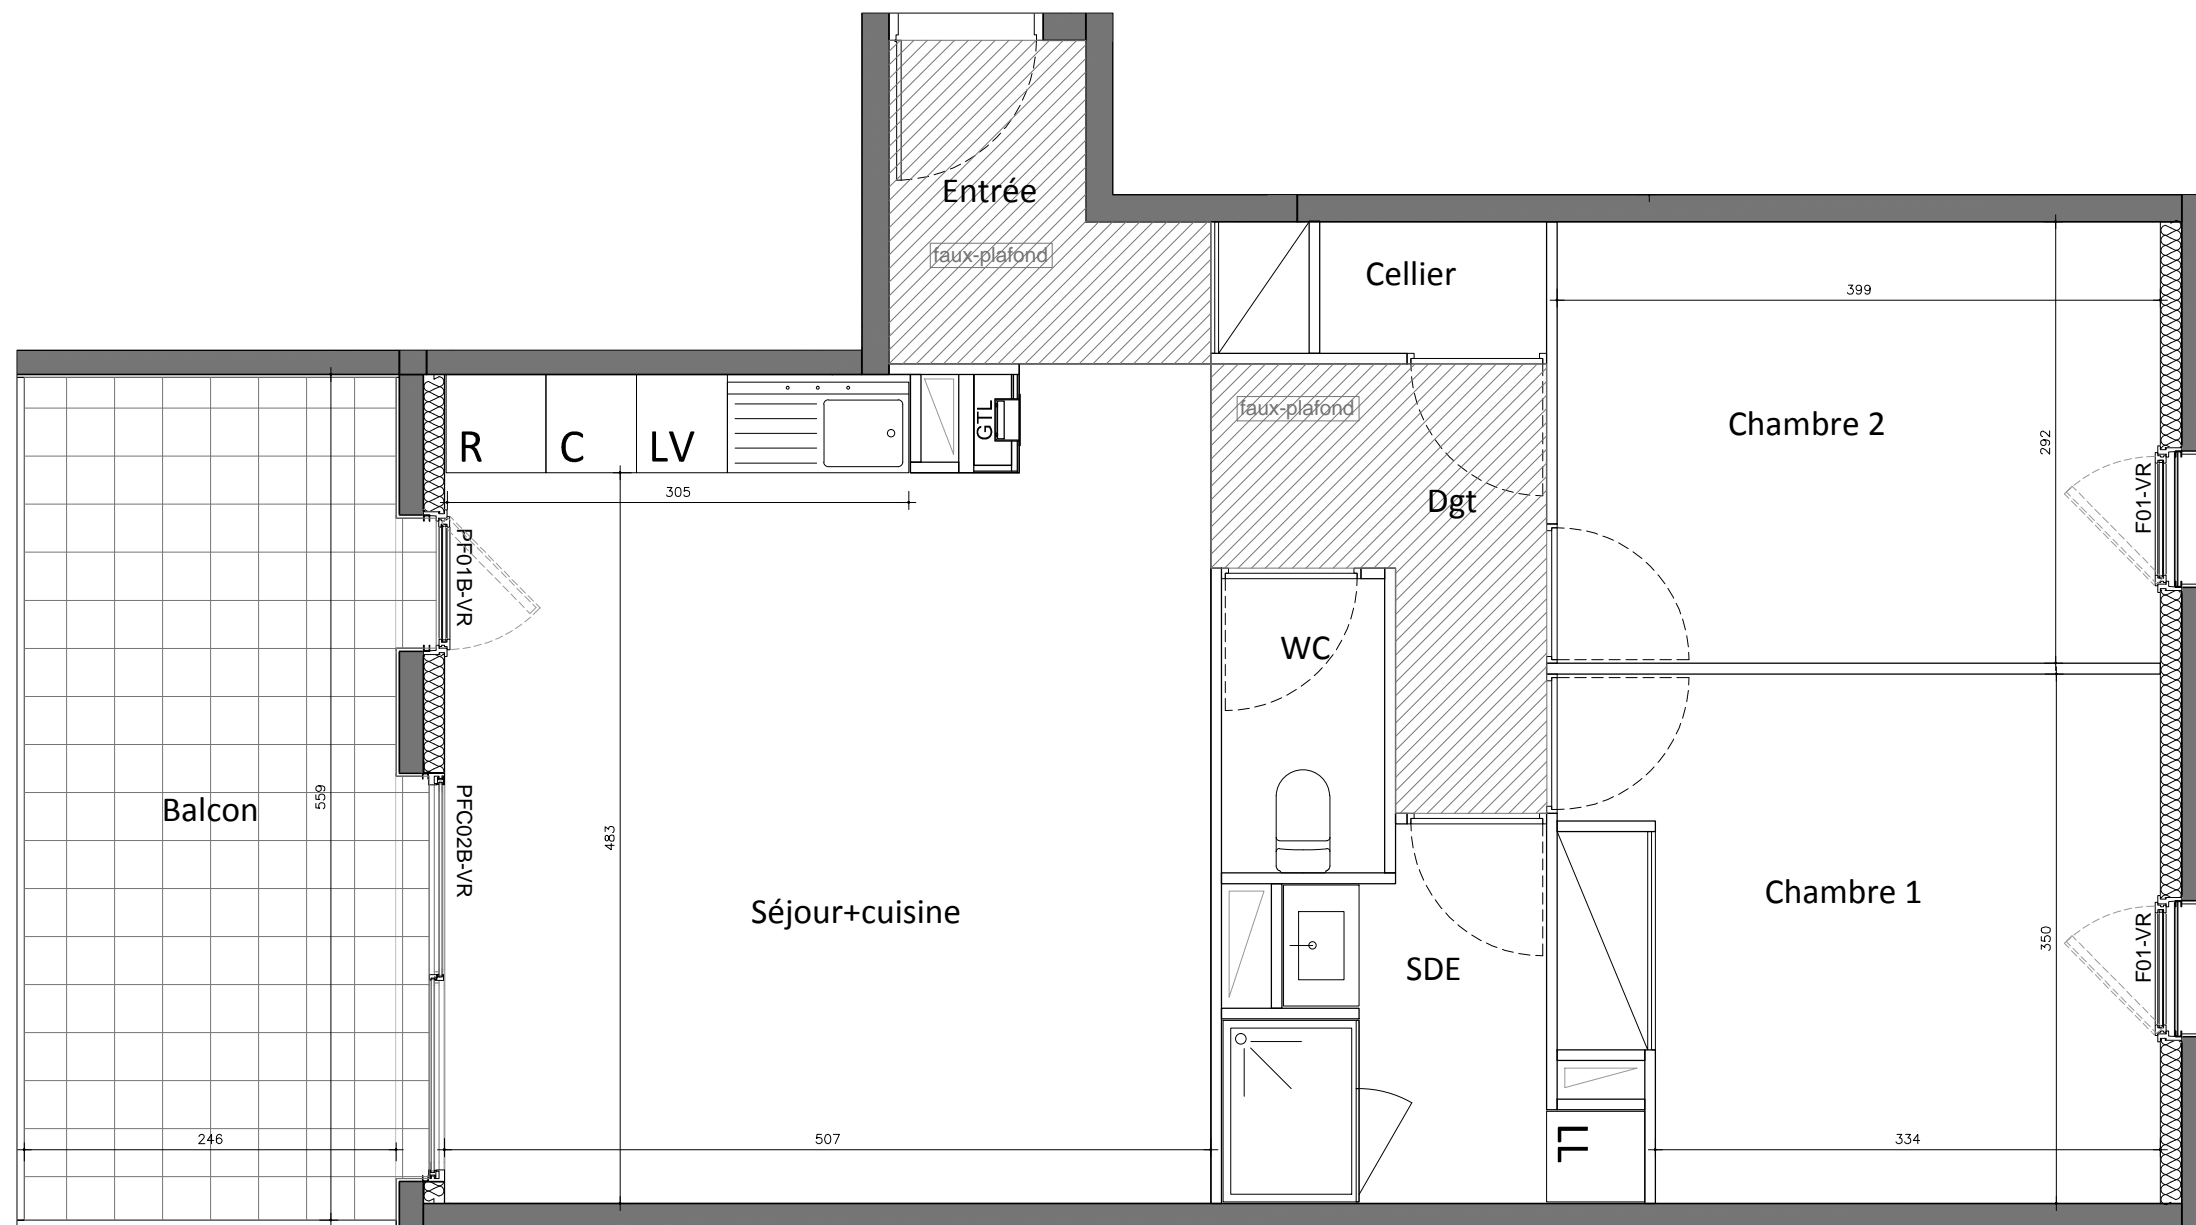 Entrée
faux-plafond
Cellier
399
Chambre 2
292
F01-VR
R
C
LV
GTL
305
faux-plafond
Dgt
PF01B-VR
WC
Balcon
559
PFC02B-VR
483
Séjour+cuisine
SDE
Chambre 1
350
F01-VR
246
507
LL
334